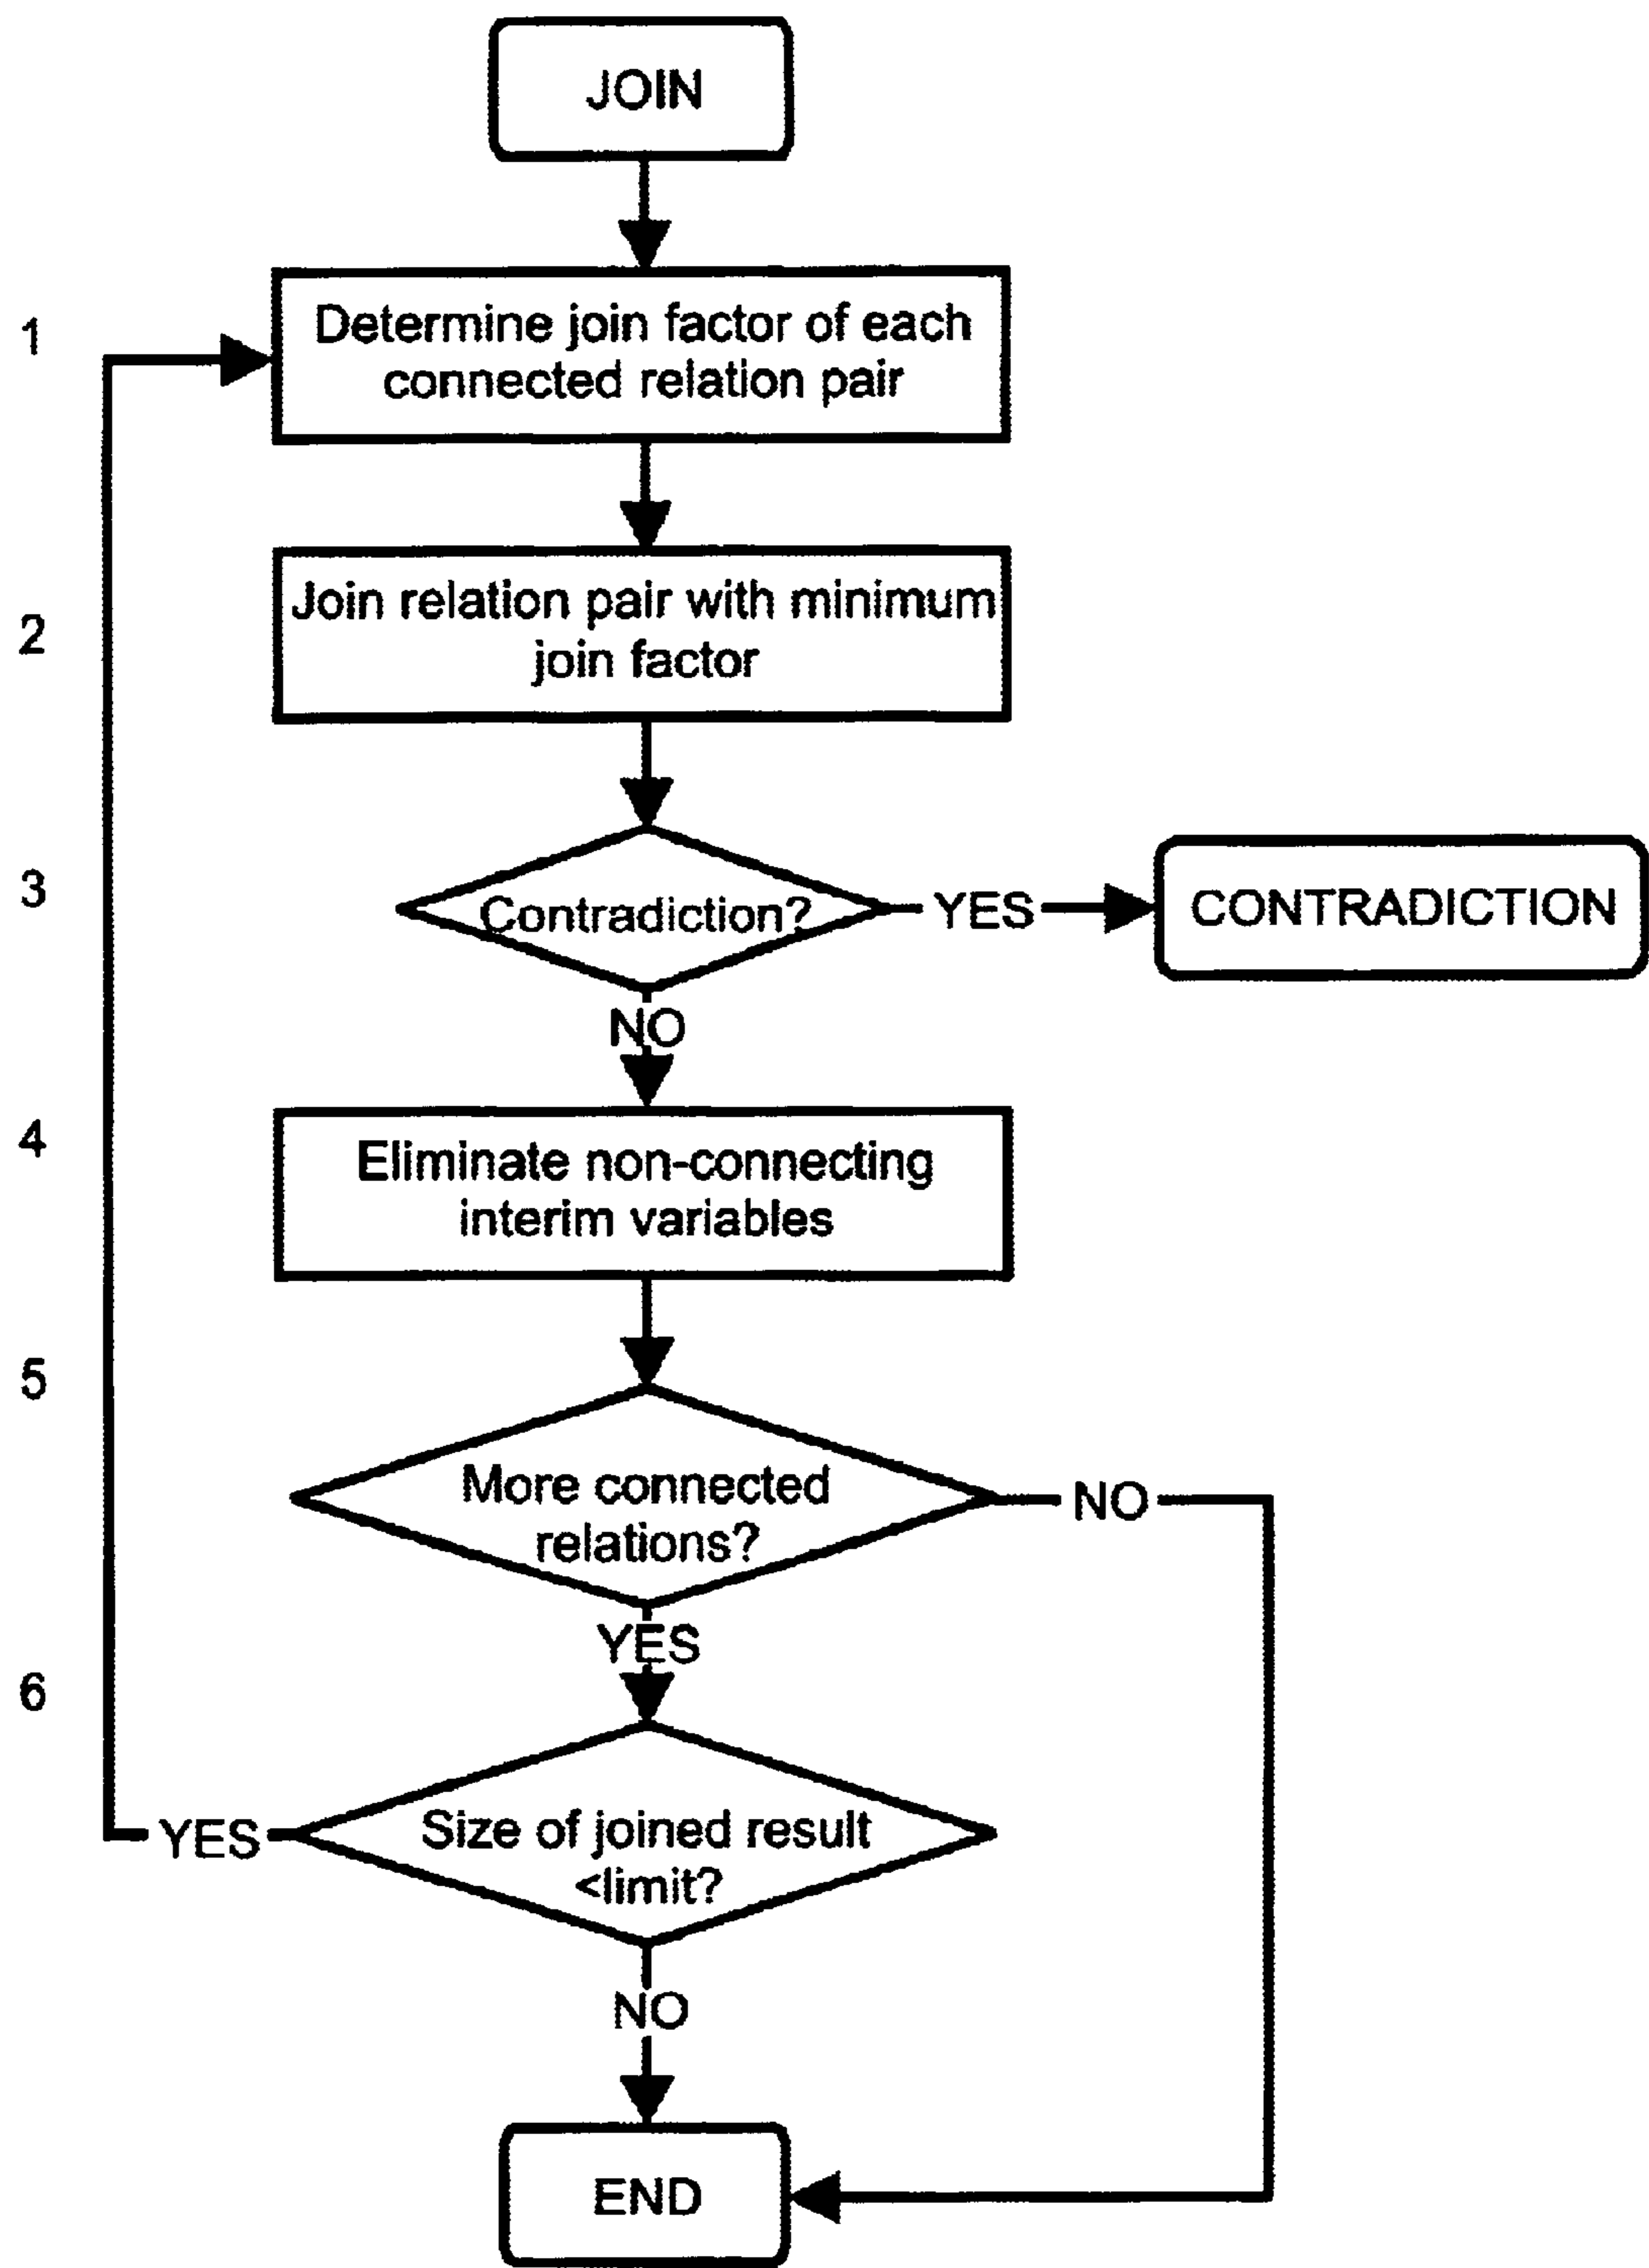 JOIN
1
Determine join factor of each
connected relation pair
2
Join relation pair with minimum
join factor
3
Contradiction?
YES
CONTRADICTION
NO
4
Eliminate non-connecting
interim variables
5
More connected
relations?
NO
YES
6
Size of joined result
<limit?
YES
NO
END